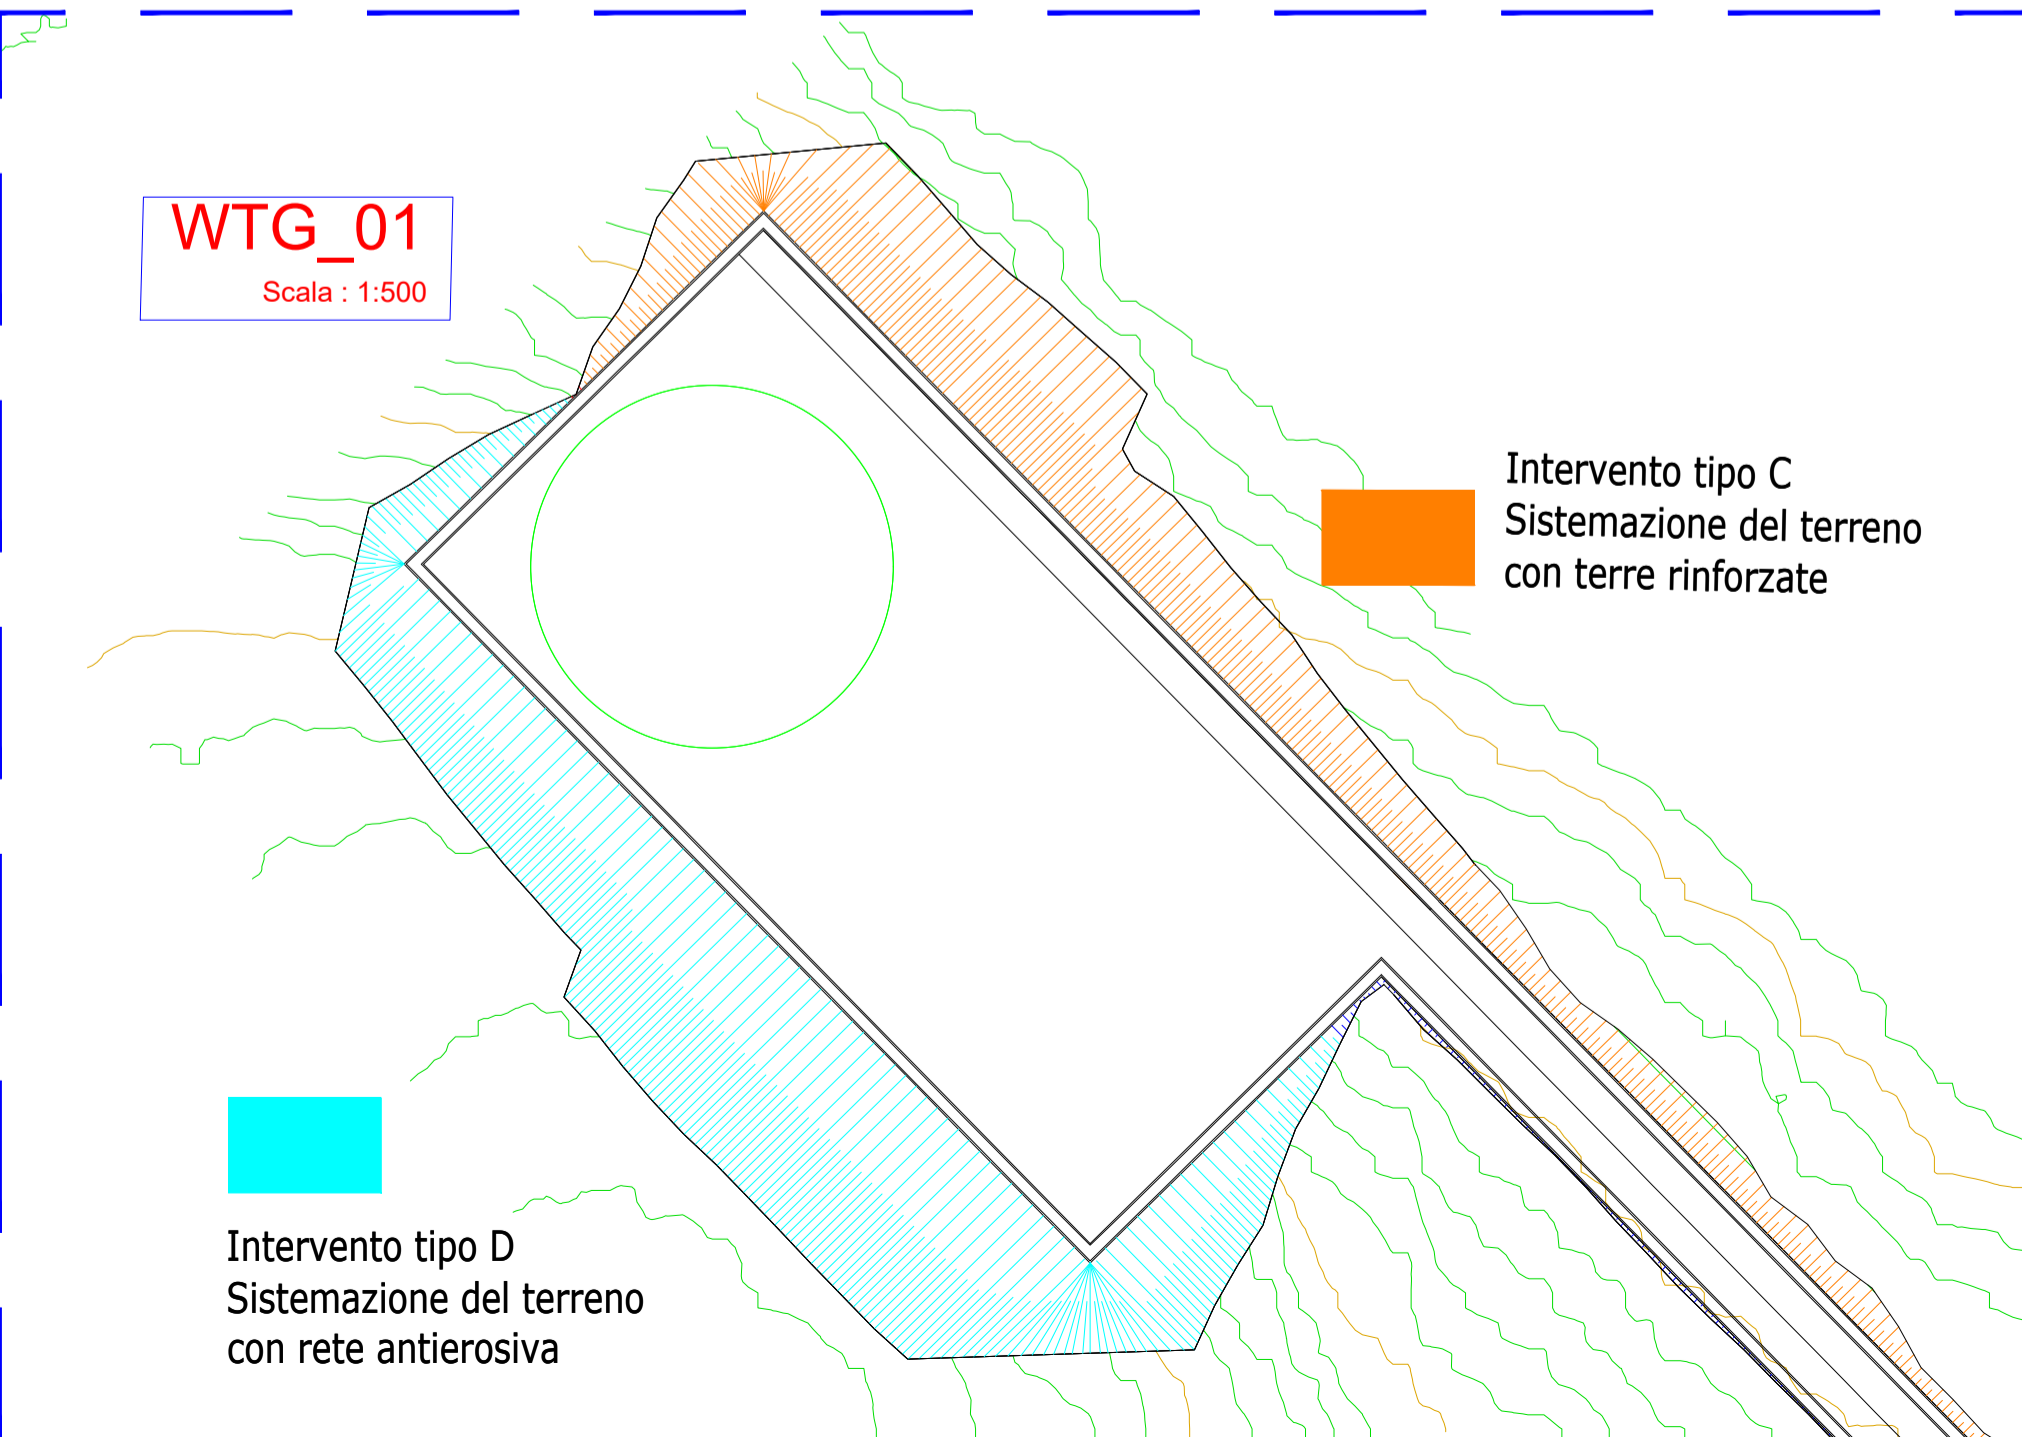 WTG_01
Scala : 1:500
Intervento tipo C
Sistemazione del terreno
con terre rinforzate
Intervento tipo D
Sistemazione del terreno
con rete antierosiva